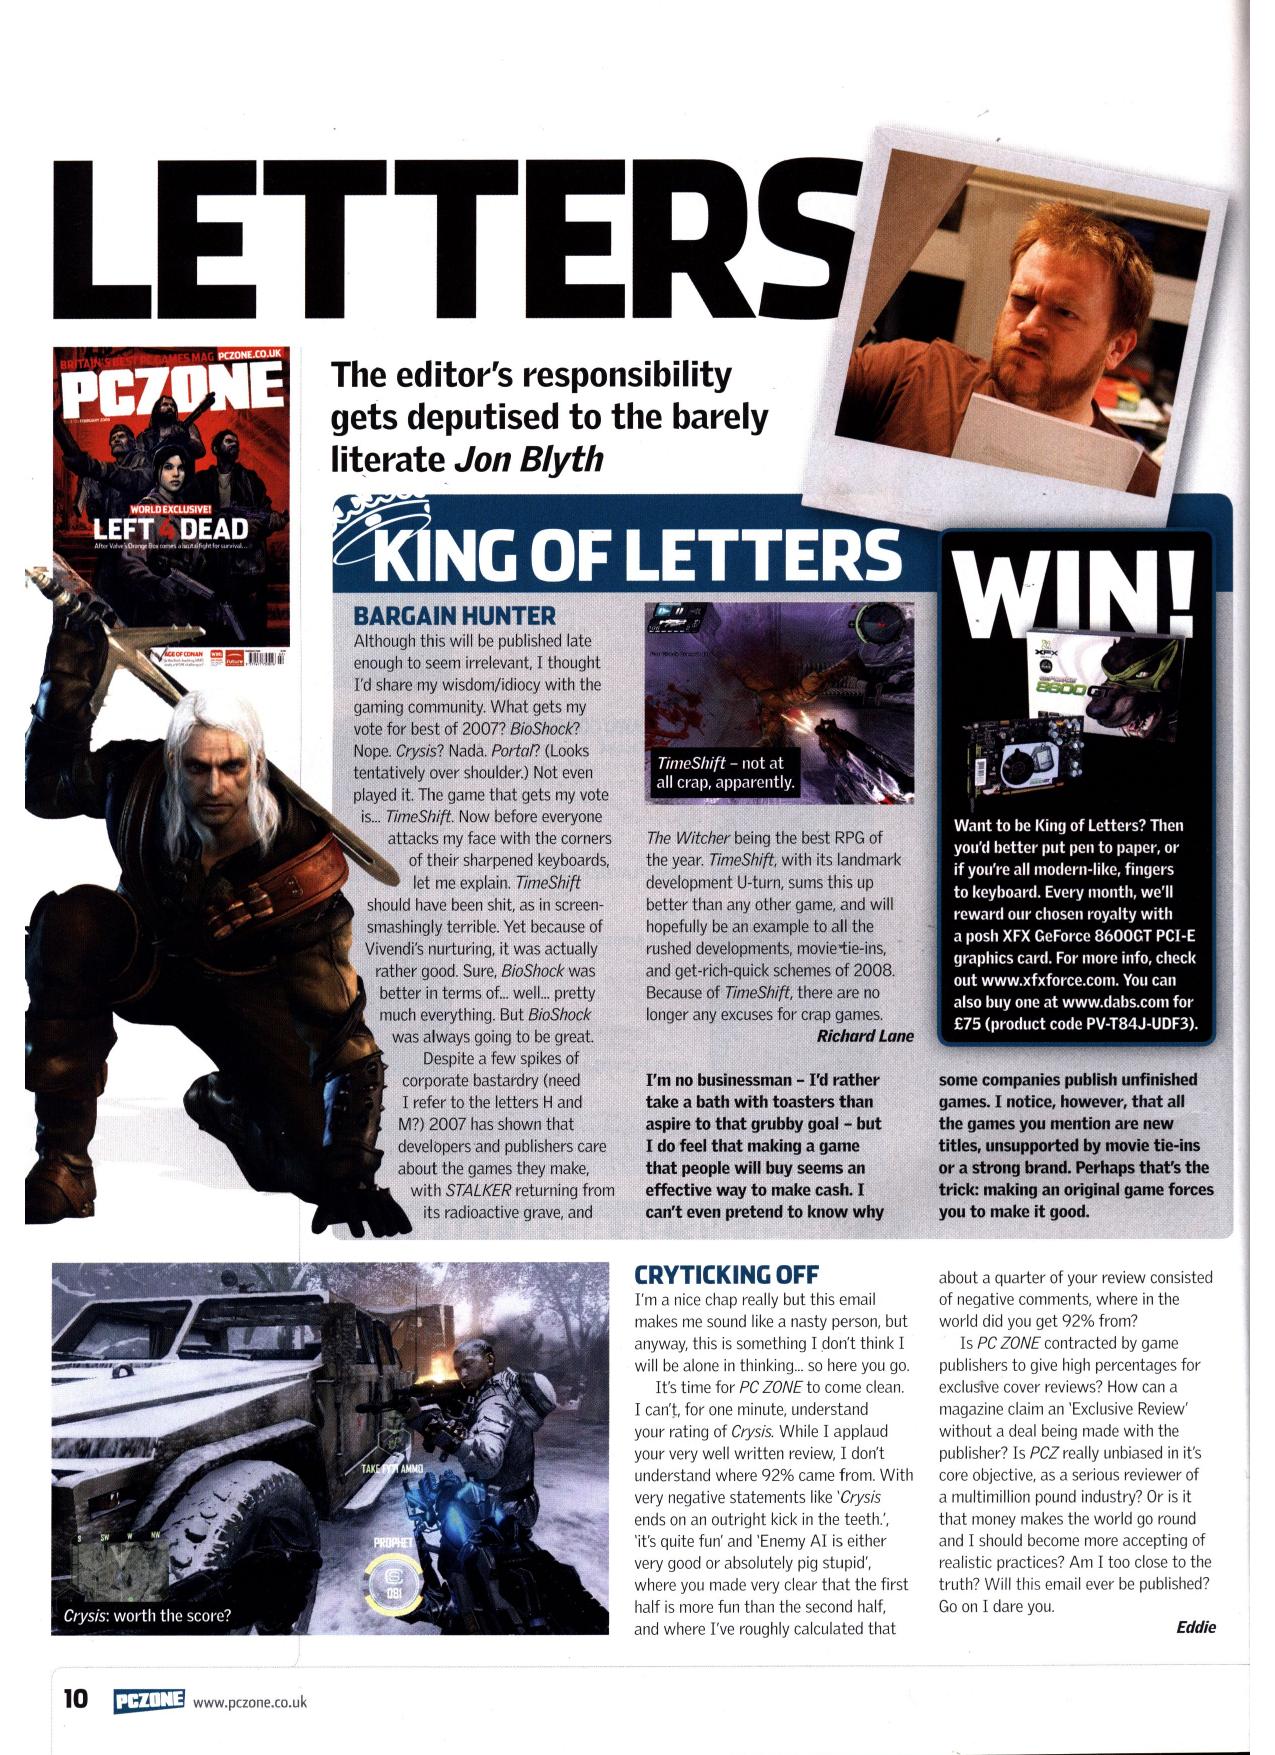 LETTERS
BRITAIN'S BEST PC GAMES MAG PCZONE.CO.UK
PCZONE
FEBRUARY 2008
WORLD EXCLUSIVE!
LEFT 4 DEAD
After Valve's Orange Box comes a brutal fight for survival...
AGE OF CONAN
Future
The editor's responsibility
gets deputised to the barely
literate Jon Blyth
KING OF LETTERS
BARGAIN HUNTER
Although this will be published late
enough to seem irrelevant, I thought
I'd share my wisdom/idiocy with the
gaming community. What gets my
vote for best of 2007? BioShock?
Nope. Crysis? Nada. Portal? (Looks
tentatively over shoulder.) Not even
played it. The game that gets my vote
is... TimeShift. Now before everyone
attacks my face with the corners
of their sharpened keyboards,
let me explain. TimeShift
should have been shit, as in screen-
smashingly terrible. Yet because of
Vivendi's nurturing, it was actually
rather good. Sure, BioShock was
better in terms of... well... pretty
much everything. But BioShock
was always going to be great.
Despite a few spikes of
corporate bastardry (need
I refer to the letters H and
M?) 2007 has shown that
developers and publishers care
about the games they make,
with STALKER returning from
its radioactive grave, and
TimeShift – not at
all crap, apparently.
The Witcher being the best RPG of
the year. TimeShift, with its landmark
development U-turn, sums this up
better than any other game, and will
hopefully be an example to all the
rushed developments, movie tie-ins,
and get-rich-quick schemes of 2008.
Because of TimeShift, there are no
longer any excuses for crap games.
Richard Lane
I'm no businessman – I'd rather
take a bath with toasters than
aspire to that grubby goal – but
I do feel that making a game
that people will buy seems an
effective way to make cash. I
can't even pretend to know why
some companies publish unfinished
games. I notice, however, that all
the games you mention are new
titles, unsupported by movie tie-ins
or a strong brand. Perhaps that's the
trick: making an original game forces
you to make it good.
WIN!
XFX
GEFORCE
8600 GT
Want to be King of Letters? Then
you'd better put pen to paper, or
if you're all modern-like, fingers
to keyboard. Every month, we'll
reward our chosen royalty with
a posh XFX GeForce 8600GT PCI-E
graphics card. For more info, check
out www.xfxforce.com. You can
also buy one at www.dabs.com for
£75 (product code PV-T84J-UDF3).
TAKE FY71 AMMO
PROPHET
S SW W NW
081
Crysis: worth the score?
CRYTICKING OFF
I'm a nice chap really but this email
makes me sound like a nasty person, but
anyway, this is something I don't think I
will be alone in thinking... so here you go.
It's time for PC ZONE to come clean.
I can't, for one minute, understand
your rating of Crysis. While I applaud
your very well written review, I don't
understand where 92% came from. With
very negative statements like 'Crysis
ends on an outright kick in the teeth.',
'it's quite fun' and 'Enemy AI is either
very good or absolutely pig stupid',
where you made very clear that the first
half is more fun than the second half,
and where I've roughly calculated that
about a quarter of your review consisted
of negative comments, where in the
world did you get 92% from?
Is PC ZONE contracted by game
publishers to give high percentages for
exclusive cover reviews? How can a
magazine claim an 'Exclusive Review'
without a deal being made with the
publisher? Is PCZ really unbiased in it's
core objective, as a serious reviewer of
a multimillion pound industry? Or is it
that money makes the world go round
and I should become more accepting of
realistic practices? Am I too close to the
truth? Will this email ever be published?
Go on I dare you.
Eddie
10 PCZONE www.pczone.co.uk